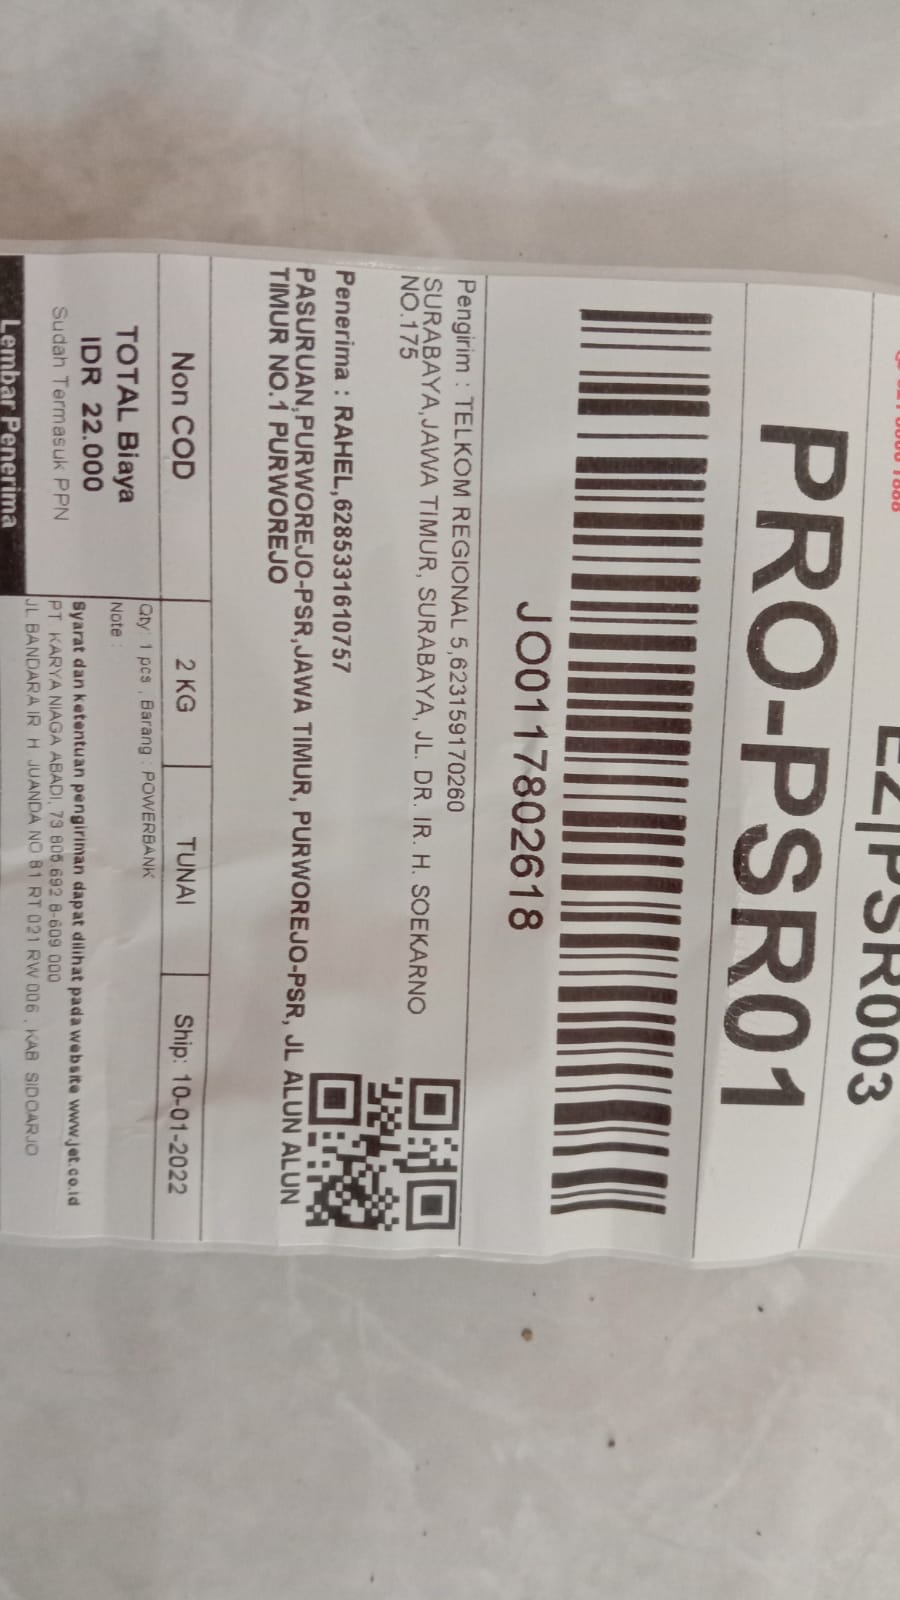 EZ|PSR003
PRO-PSR01
JO0117802618
Pengirim : TELKOM REGIONAL 5,623159170260
SURABAYA,JAWA TIMUR, SURABAYA, JL. DR. IR. H. SOEKARNO
NO.175
Penerima : RAHEL,6285331610757
PASURUAN,PURWOREJO-PSR,JAWA TIMUR, PURWOREJO-PSR, JL ALUN ALUN
TIMUR NO.1 PURWOREJO
Non COD
2 KG
TUNAI
Ship: 10-01-2022
TOTAL Biaya
IDR 22.000
Sudah Termasuk PPN
Qty: 1 pcs , Barang : POWERBANK
Note :
Syarat dan ketentuan pengiriman dapat dilihat pada website www.jet.co.id
PT. KARYA NIAGA ABADI, 73.805.692.8-609.000
JL BANDARA IR. H. JUANDA NO 81 RT 021 RW 006 , KAB. SIDOARJO
Lembar Penerima